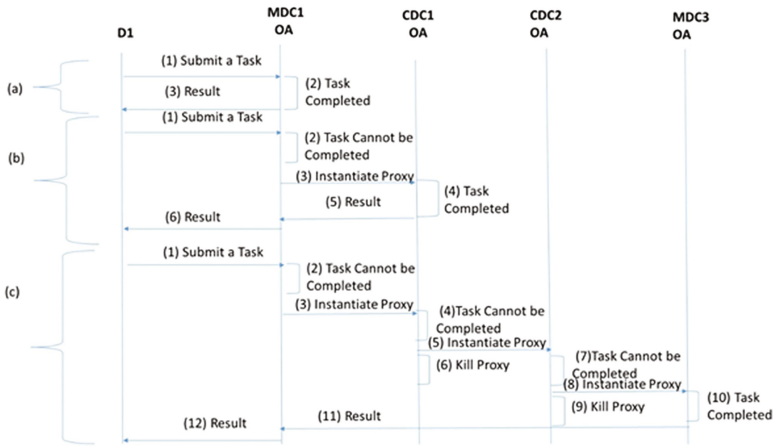 MDC1
OA
CDC1
OA
CDC2
OA
MDC3
OA
D1
(a)
(1) Submit a Task
(2) Task
Completed
(3) Result
(b)
(1) Submit a Task
(2) Task Cannot be
Completed
(3) Instantiate Proxy
(4) Task
Completed
(5) Result
(6) Result
(c)
(1) Submit a Task
(2) Task Cannot be
Completed
(3) Instantiate Proxy
(4)Task Cannot be
Completed
(5) Instantiate Proxy
(6) Kill Proxy
(7)Task Cannot be
Completed
(8) Instantiate Proxy
(9) Kill Proxy
(10) Task
Completed
(11) Result
(12) Result